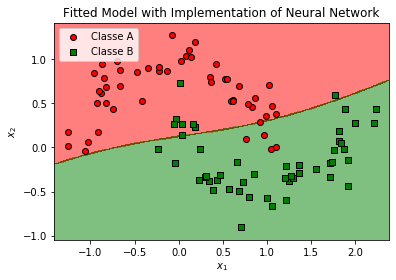 Fitted Model with Implementation of Neural Network
Classe A
Classe B
x₂
1.0
0.5
0.0
−0.5
−1.0
−1.0 −0.5 0.0 0.5 1.0 1.5 2.0
x₁